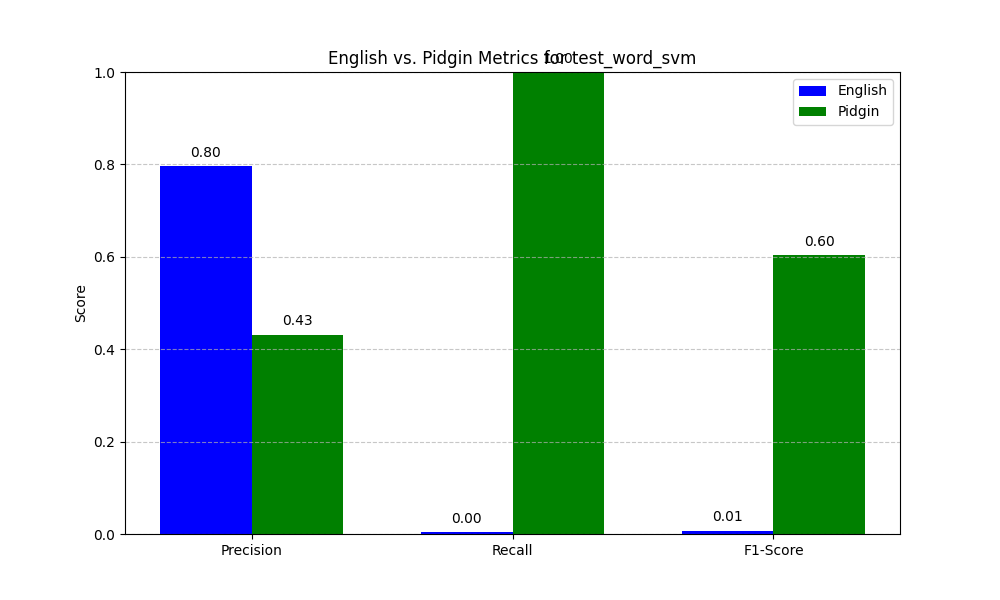 English vs. Pidgin Metrics for test_word_svm
1.00
English
Pidgin
0.80
0.43
0.00
0.60
0.01
1.0
0.8
0.6
0.4
0.2
0.0
Score
Precision
Recall
F1-Score